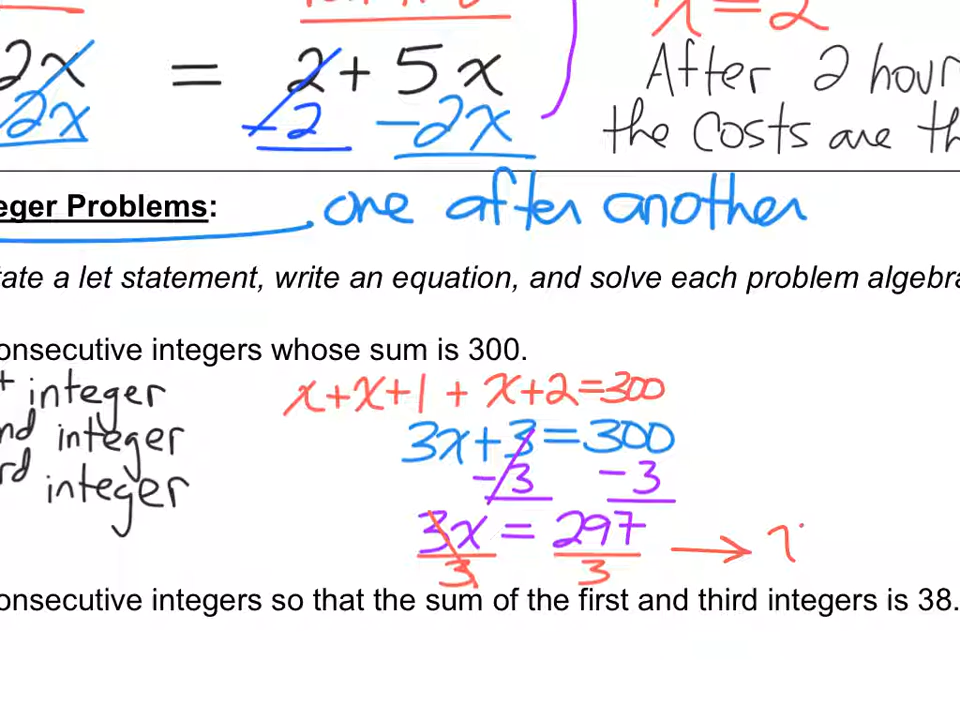 x = 2
2x = 2 + 5x
2x -2 -2x
After 2 hour
the costs are th
eger Problems: one after another
tate a let statement, write an equation, and solve each problem algebra
onsecutive integers whose sum is 300.
integer x+x+1 + x+2=300
nd integer 3x+3=300
-3 -3
rd integer
3x = 297 →
3 3
onsecutive integers so that the sum of the first and third integers is 38.